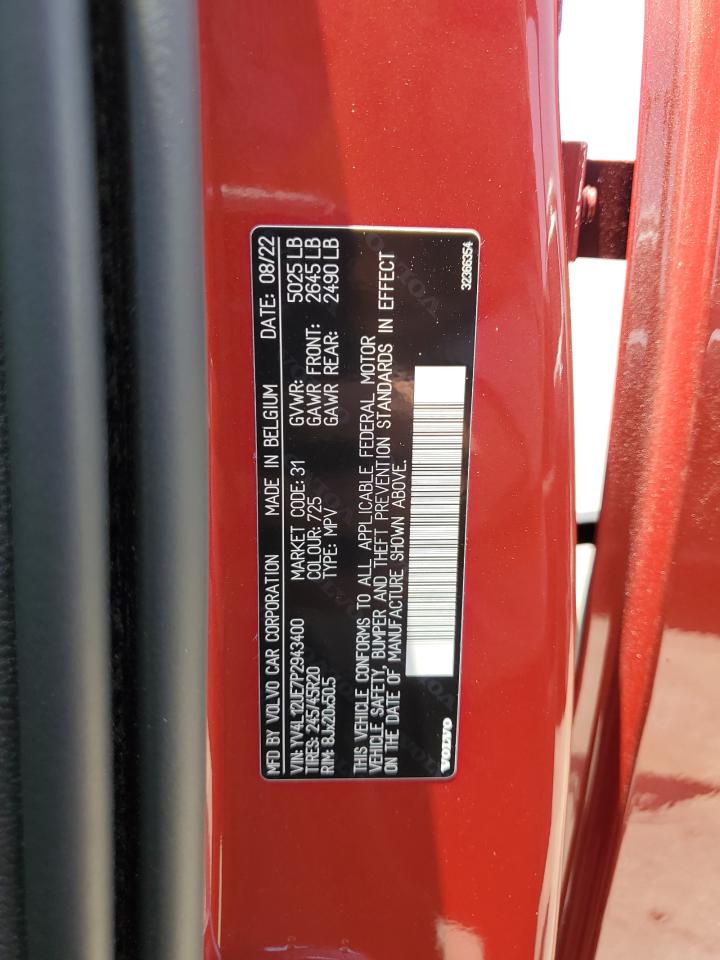 MFD BY VOLVO CAR CORPORATION MADE IN BELGIUM DATE: 08/22
VIN: YV4L12UE7P2943400 MARKET CODE: 31 GVWR: 5025 LB
TIRES: 245/45R20 COLOUR: 725 GAWR FRONT: 2645 LB
RIM: 8Jx20x50.5 TYPE: MPV GAWR REAR: 2490 LB
THIS VEHICLE CONFORMS TO ALL APPLICABLE FEDERAL MOTOR
VEHICLE SAFETY, BUMPER AND THEFT PREVENTION STANDARDS IN EFFECT
ON THE DATE OF MANUFACTURE SHOWN ABOVE.
VOLVO 32366354